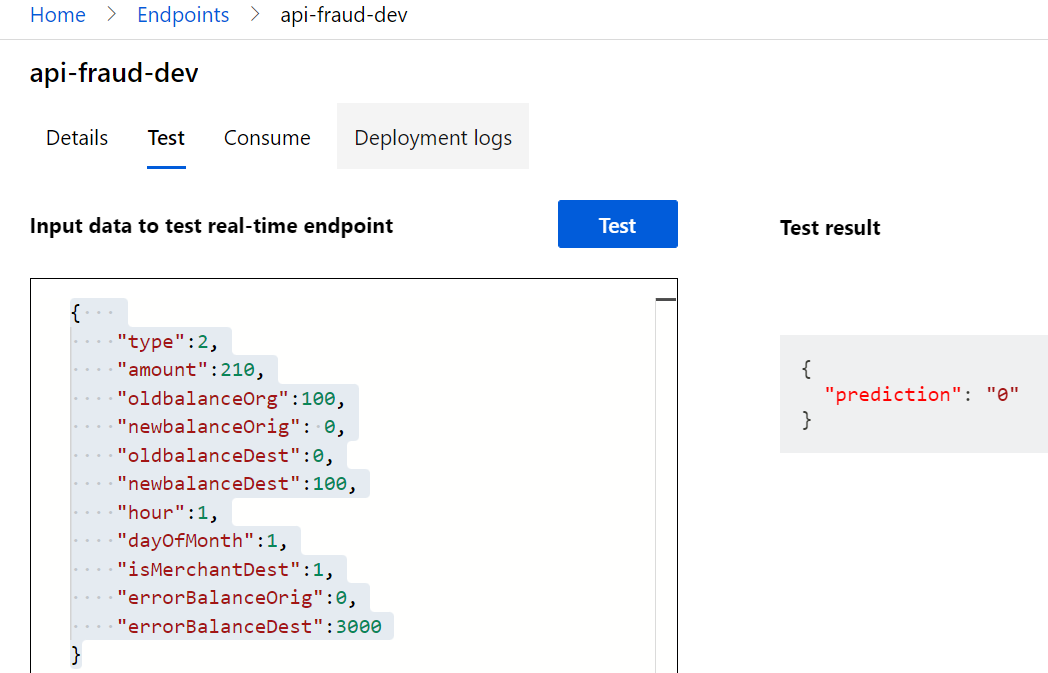 Home > Endpoints > api-fraud-dev
api-fraud-dev
Details Test Consume Deployment logs
Input data to test real-time endpoint
Test
Test result
{
"type":2,
"amount":210,
"oldbalanceOrg":100,
"newbalanceOrig": 0,
"oldbalanceDest":0,
"newbalanceDest":100,
"hour":1,
"dayOfMonth":1,
"isMerchantDest":1,
"errorBalanceOrig":0,
"errorBalanceDest":3000
}
{
"prediction": "0"
}